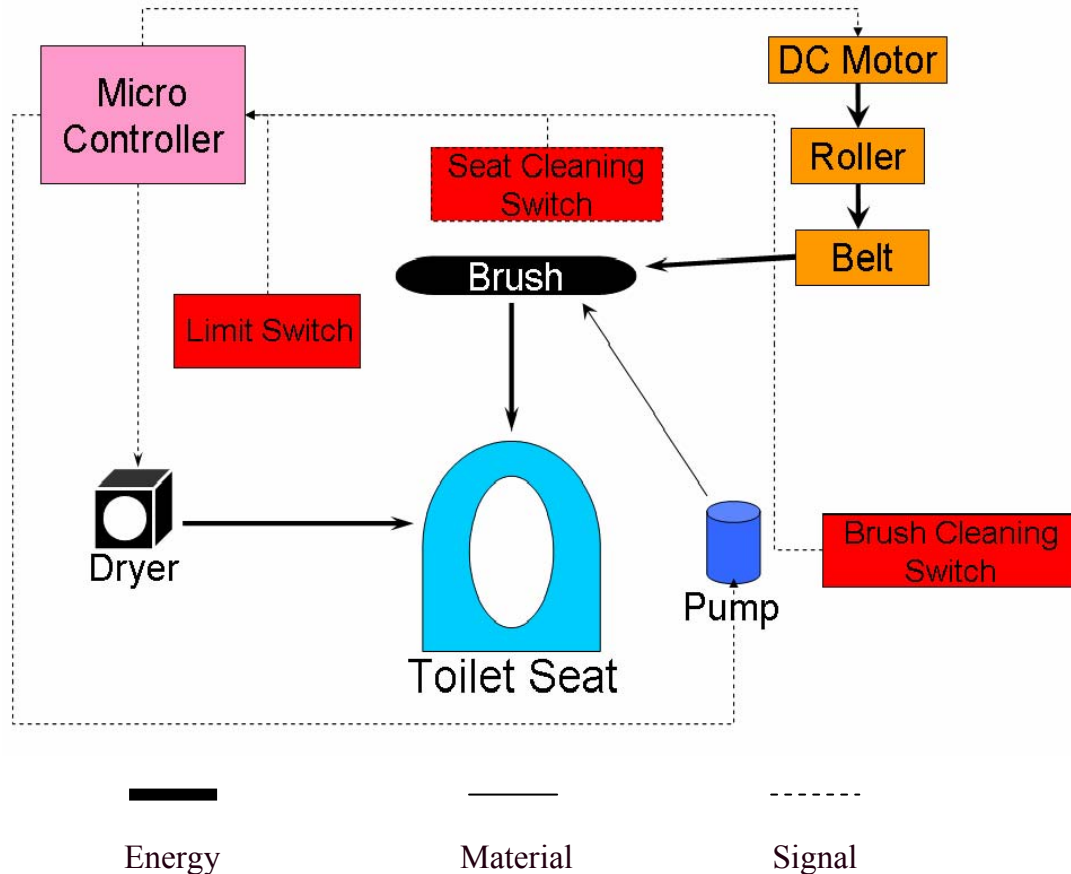 DC Motor
Micro
Controller
Roller
Seat Cleaning
Switch
Belt
Brush
Limit Switch
Brush Cleaning
Switch
Dryer
Pump
Toilet Seat
Energy
Material
Signal